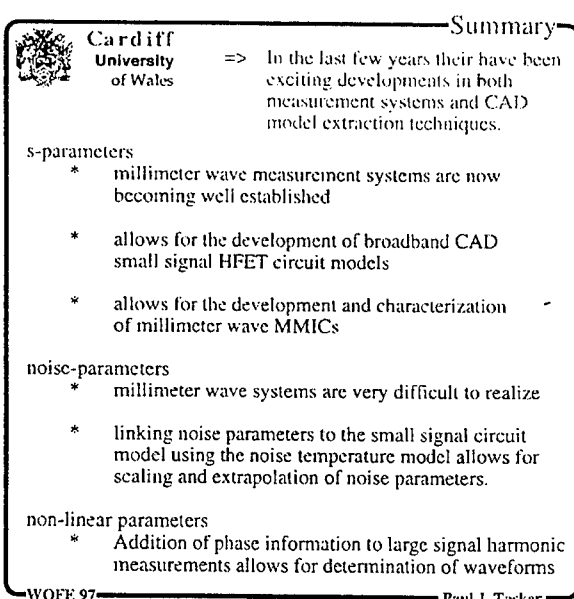 Summary
Cardiff
University
of Wales
=> In the last few years their have been
exciting developments in both
measurement systems and CAD
model extraction techniques.
s-parameters
* millimeter wave measurement systems are now
becoming well established
* allows for the development of broadband CAD
small signal HFET circuit models
* allows for the development and characterization
of millimeter wave MMICs
noise-parameters
* millimeter wave systems are very difficult to realize
* linking noise parameters to the small signal circuit
model using the noise temperature model allows for
scaling and extrapolation of noise parameters.
non-linear parameters
* Addition of phase information to large signal harmonic
measurements allows for determination of waveforms
WOFE 97
Paul J. Tasker